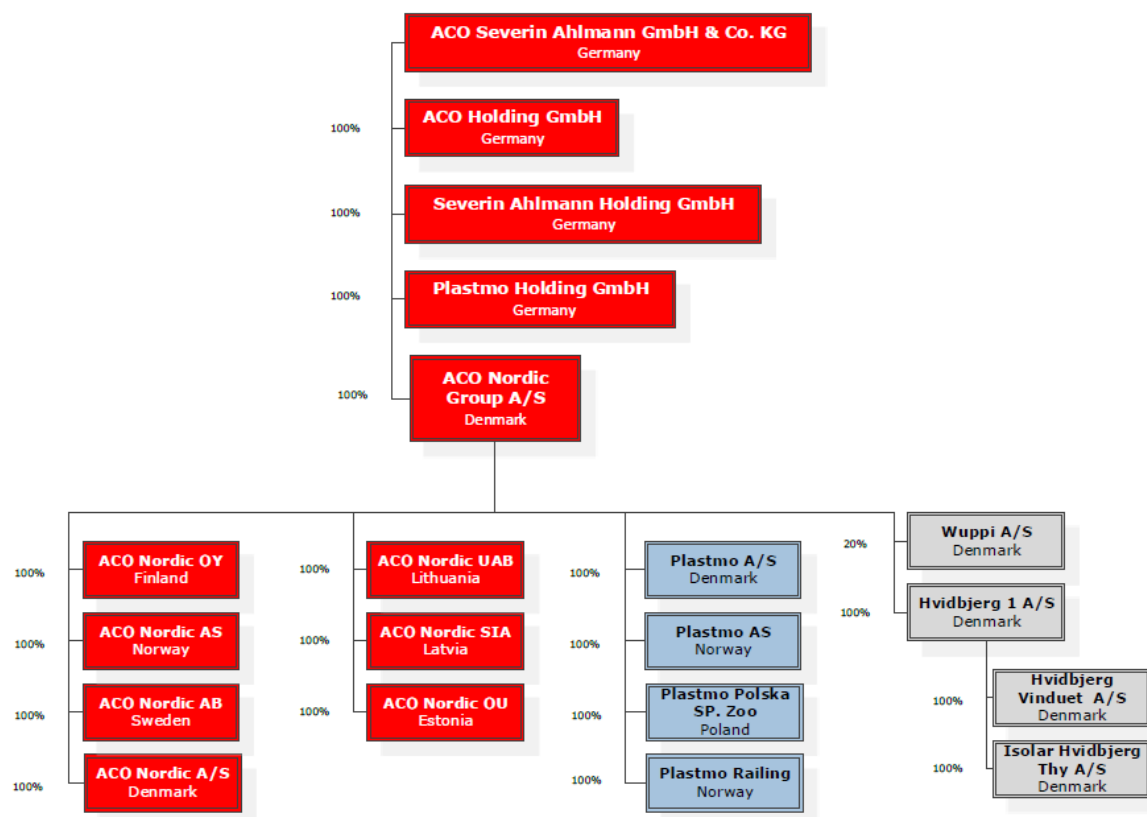 ACO Severin Ahlmann GmbH & Co. KG
Germany
100%
ACO Holding GmbH
Germany
100%
Severin Ahlmann Holding GmbH
Germany
100%
Plastmo Holding GmbH
Germany
100%
ACO Nordic
Group A/S
Denmark
100%
ACO Nordic OY
Finland
100%
ACO Nordic AS
Norway
100%
ACO Nordic AB
Sweden
100%
ACO Nordic A/S
Denmark
100%
ACO Nordic UAB
Lithuania
100%
ACO Nordic SIA
Latvia
100%
ACO Nordic OU
Estonia
100%
Plastmo A/S
Denmark
100%
Plastmo AS
Norway
100%
Plastmo Polska
SP. Zoo
Poland
100%
Plastmo Railing
Norway
20%
Wuppi A/S
Denmark
100%
Hvidbjerg 1 A/S
Denmark
100%
Hvidbjerg
Vinduet A/S
Denmark
100%
Isolar Hvidbjerg
Thy A/S
Denmark